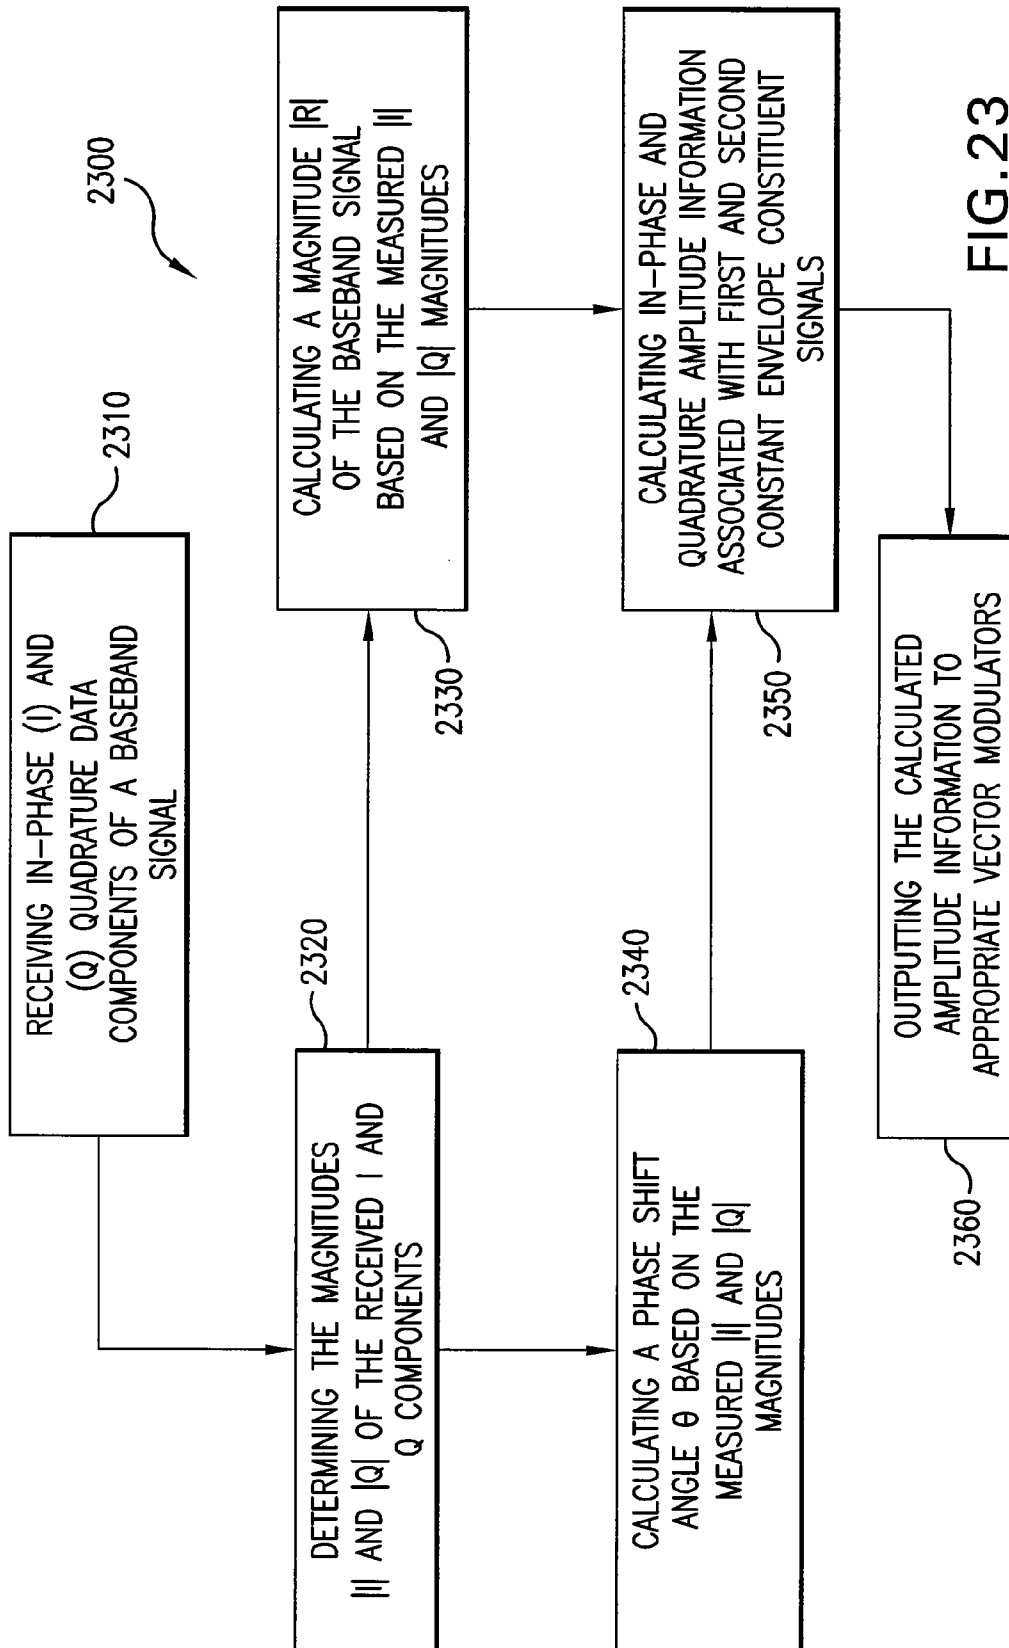 2300
RECEIVING IN-PHASE (I) AND
(Q) QUADRATURE DATA
COMPONENTS OF A BASEBAND
SIGNAL
2310
DETERMINING THE MAGNITUDES
|I| AND |Q| OF THE RECEIVED I AND
Q COMPONENTS
2320
CALCULATING A MAGNITUDE |R|
OF THE BASEBAND SIGNAL
BASED ON THE MEASURED |I|
AND |Q| MAGNITUDES
2330
CALCULATING A PHASE SHIFT
ANGLE θ BASED ON THE
MEASURED |I| AND |Q|
MAGNITUDES
2340
CALCULATING IN-PHASE AND
QUADRATURE AMPLITUDE INFORMATION
ASSOCIATED WITH FIRST AND SECOND
CONSTANT ENVELOPE CONSTITUENT
SIGNALS
2350
OUTPUTTING THE CALCULATED
AMPLITUDE INFORMATION TO
APPROPRIATE VECTOR MODULATORS
2360
FIG.23